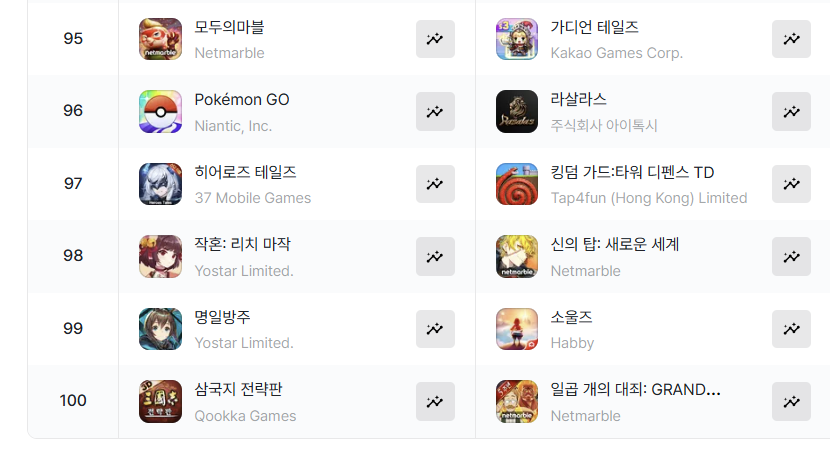 95
모두의마블
Netmarble
가디언 테일즈
Kakao Games Corp.
96
Pokémon GO
Niantic, Inc.
라살라스
주식회사 아이톡시
97
히어로즈 테일즈
37 Mobile Games
킹덤 가드:타워 디펜스 TD
Tap4fun (Hong Kong) Limited
98
작혼: 리치 마작
Yostar Limited.
신의 탑: 새로운 세계
Netmarble
99
명일방주
Yostar Limited.
소울즈
Habby
100
삼국지 전략판
Qookka Games
일곱 개의 대죄: GRAND...
Netmarble